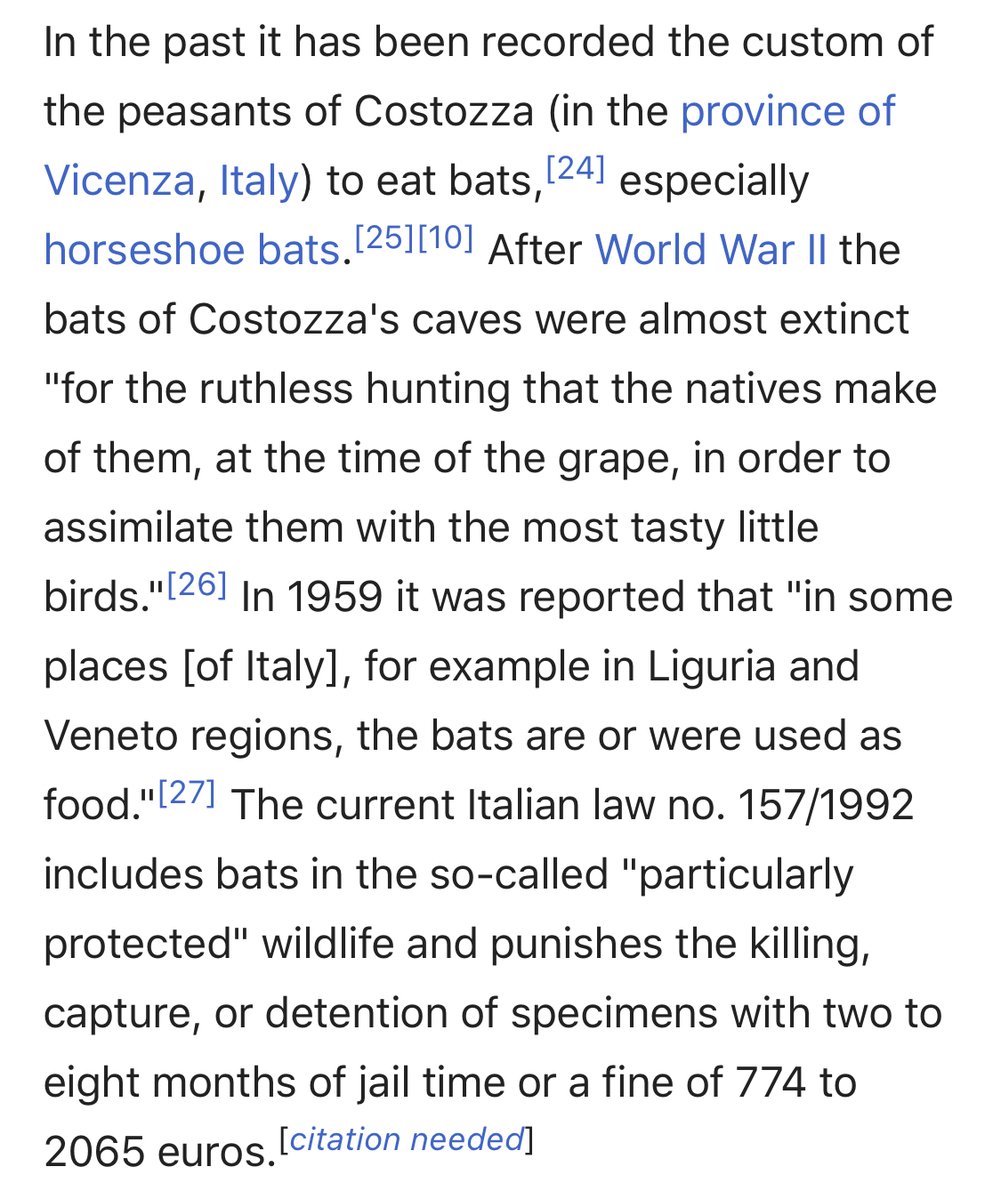 In the past it has been recorded the custom of
the peasants of Costozza (in the province of
Vicenza, Italy) to eat bats,[24] especially
horseshoe bats.[25][10] After World War II the
bats of Costozza's caves were almost extinct
"for the ruthless hunting that the natives make
of them, at the time of the grape, in order to
assimilate them with the most tasty little
birds."[26] In 1959 it was reported that "in some
places [of Italy], for example in Liguria and
Veneto regions, the bats are or were used as
food."[27] The current Italian law no. 157/1992
includes bats in the so-called "particularly
protected" wildlife and punishes the killing,
capture, or detention of specimens with two to
eight months of jail time or a fine of 774 to
2065 euros.[citation needed]